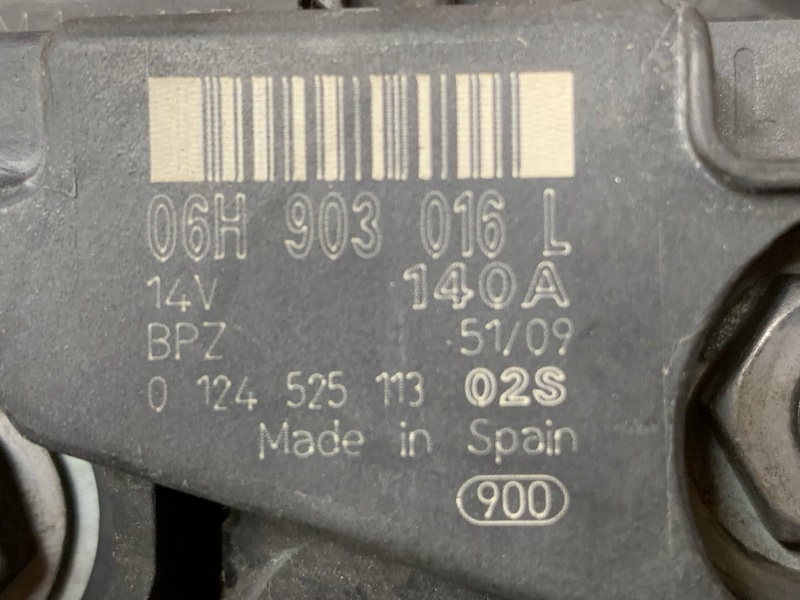 06H 903 016 L
14V 140A
BPZ 51/09
0 124 525 113 02S
Made in Spain
900